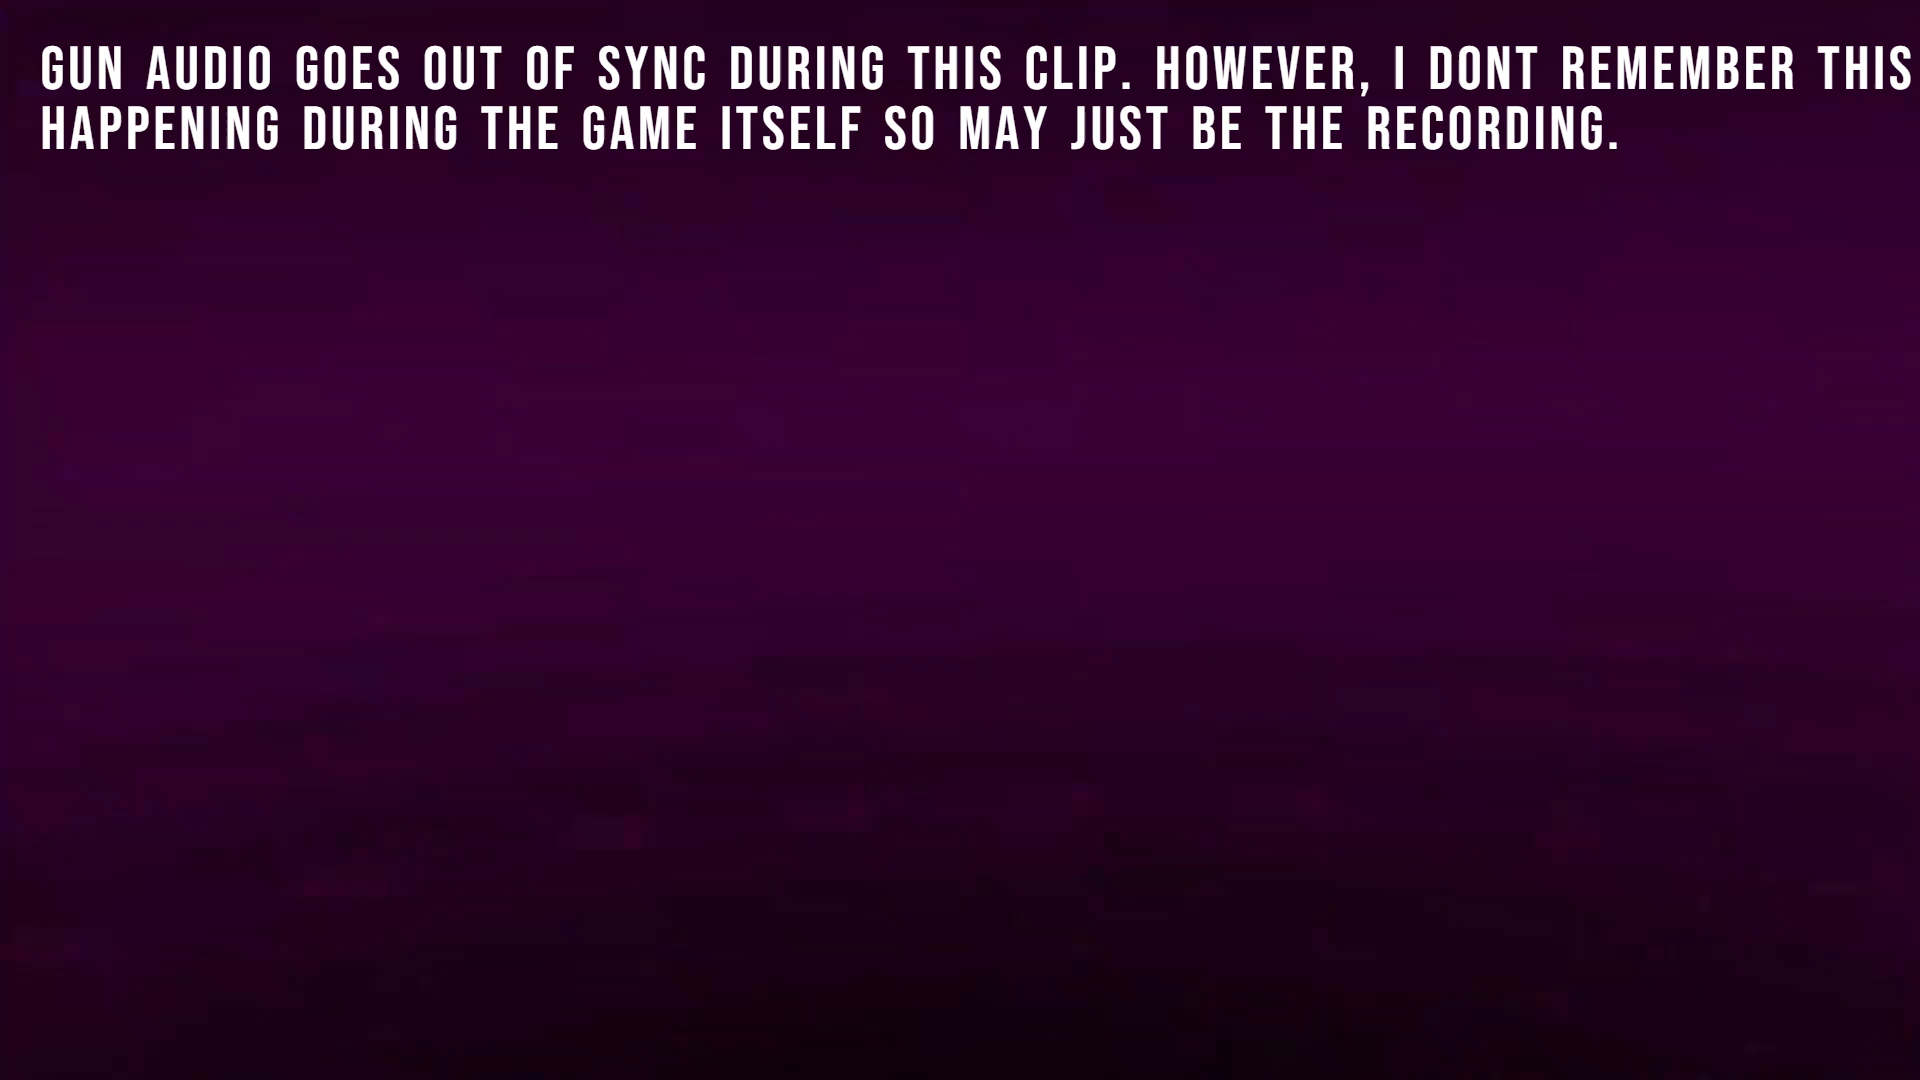 GUN AUDIO GOES OUT OF SYNC DURING THIS CLIP. HOWEVER, I DONT REMEMBER THIS
HAPPENING DURING THE GAME ITSELF SO MAY JUST BE THE RECORDING.